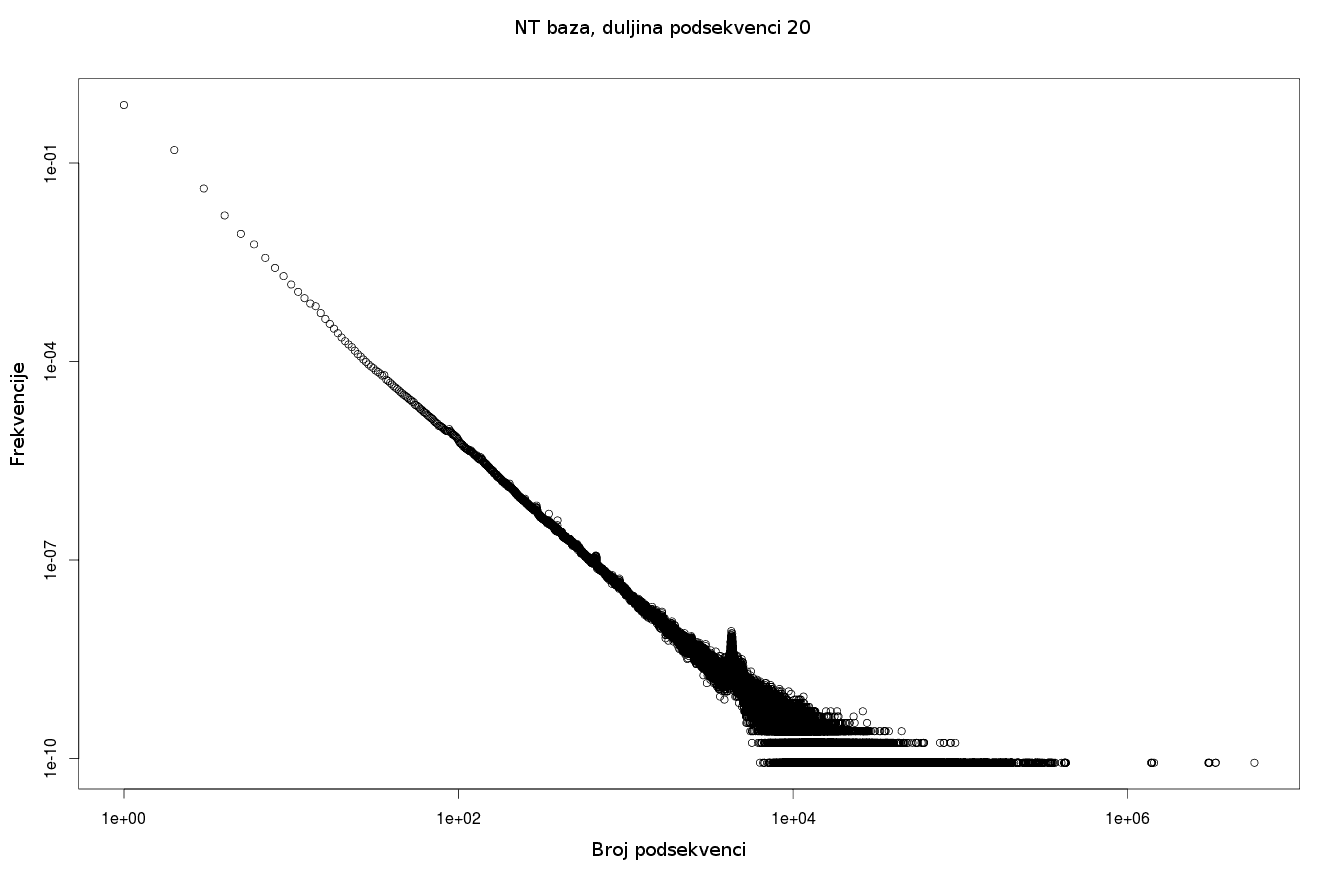 NT baza, duljina podsekvenci 20
Frekvencije
1e-01
1e-04
1e-07
1e-10
1e+00 1e+02 1e+04 1e+06
Broj podsekvenci